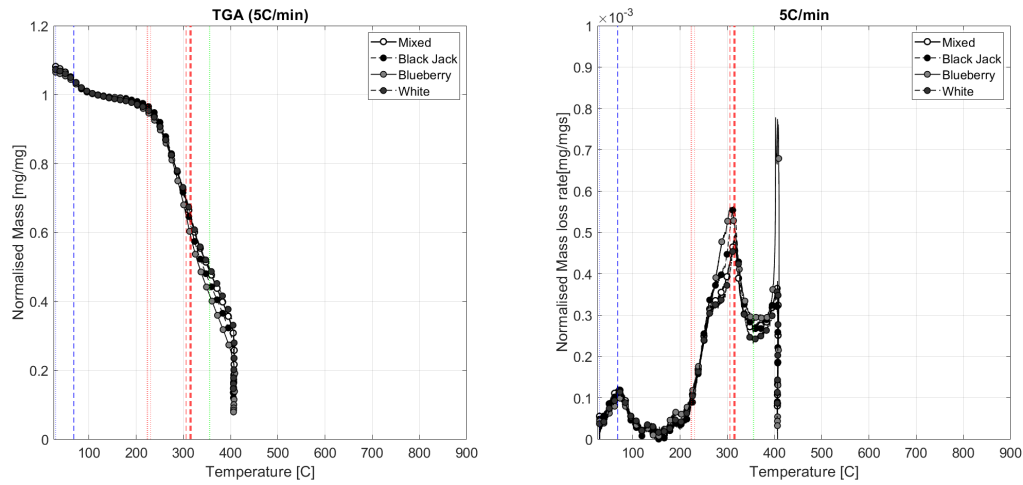 TGA (5C/min)
1.2
1
0.8
0.6
0.4
0.2
0
Normalised Mass [mg/mg]
100 200 300 400 500 600 700 800 900
Temperature [C]
Mixed
Black Jack
Blueberry
White
5C/min
×10⁻³
1
0.9
0.8
0.7
0.6
0.5
0.4
0.3
0.2
0.1
0
Normalised Mass loss rate[mg/mgs]
100 200 300 400 500 600 700 800 900
Temperature [C]
Mixed
Black Jack
Blueberry
White